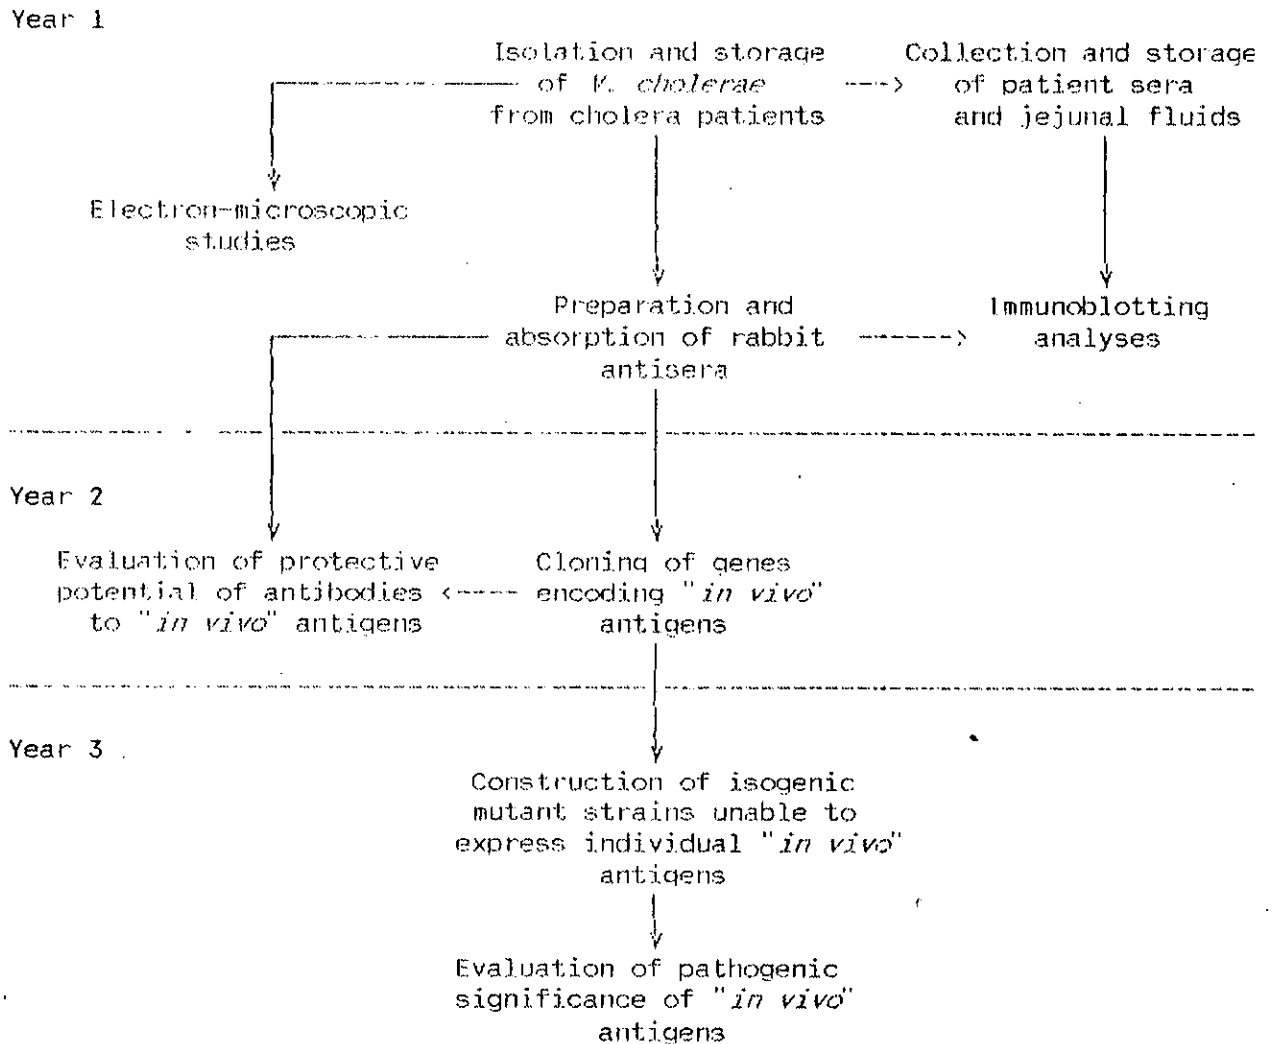 Year 1
Isolation and storage
of V. cholerae
from cholera patients
Collection and storage
of patient sera
and jejunal fluids
Electron-microscopic
studies
Preparation and
absorption of rabbit
antisera
Immunoblotting
analyses
Year 2
Evaluation of protective
potential of antibodies
to "in vivo" antigens
Cloning of genes
encoding "in vivo"
antigens
Year 3
Construction of isogenic
mutant strains unable to
express individual "in vivo"
antigens
Evaluation of pathogenic
significance of "in vivo"
antigens